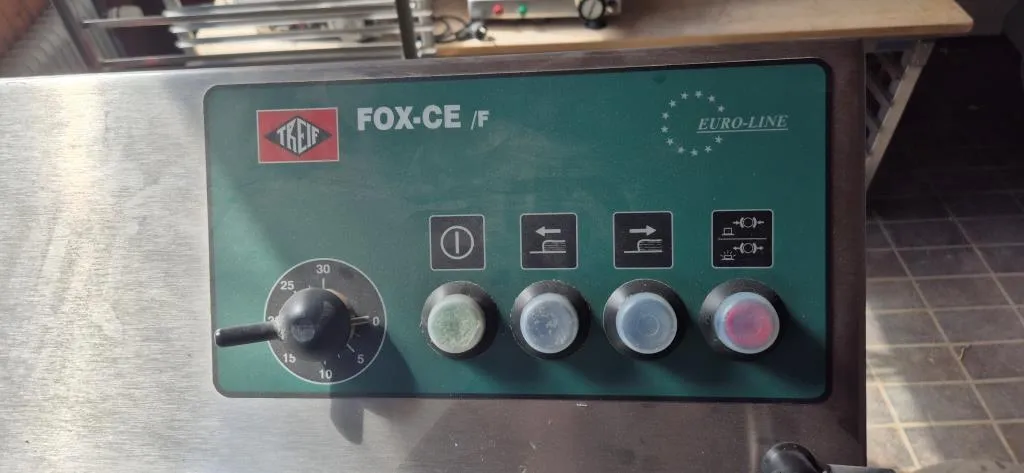 TREIF
FOX-CE /F
EURO-LINE
30
25
0
15
5
10